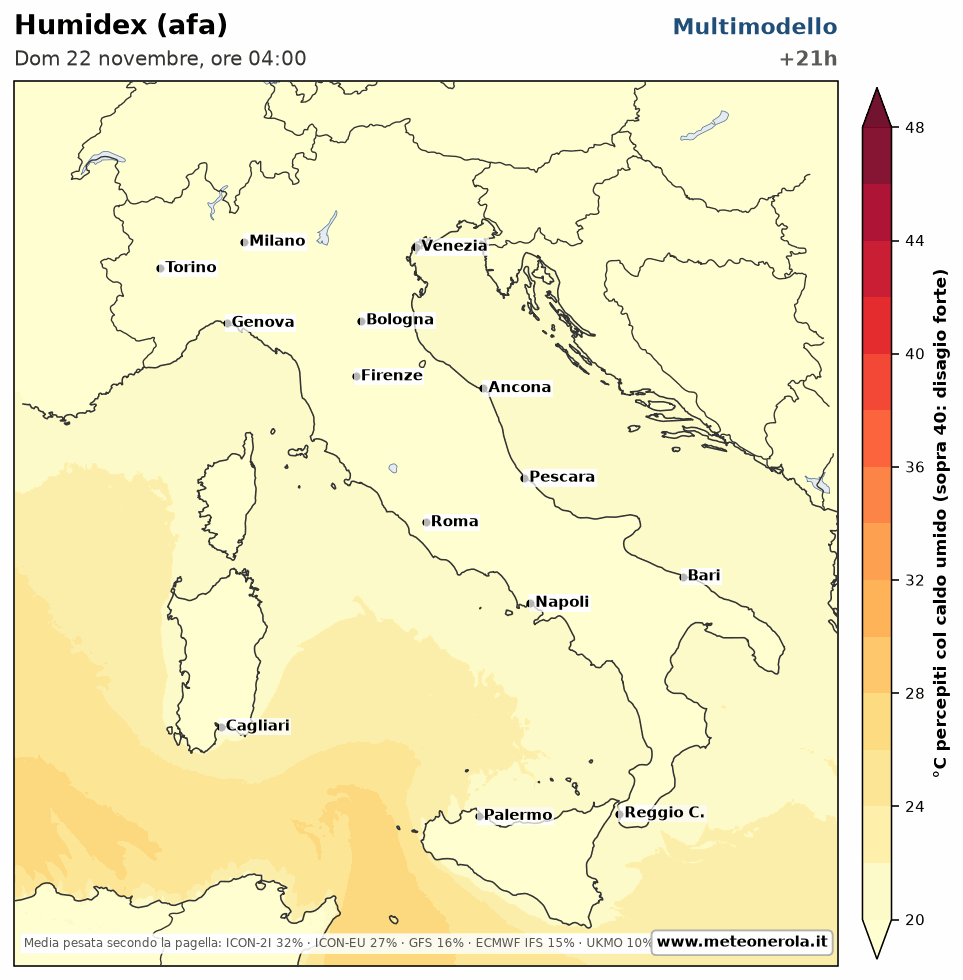 Humidex (afa)
Multimodello
Dom 22 novembre, ore 04:00
+21h
Milano
Venezia
Torino
Genova
Bologna
Firenze
Ancona
Pescara
Roma
Bari
Napoli
Cagliari
Palermo
Reggio C.
Media pesata secondo la pagella: ICON-2I 32% · ICON-EU 27% · GFS 16% · ECMWF IFS 15% · UKMO 10%
www.meteonerola.it
48
44
40
36
32
28
24
20
°C percepiti col caldo umido (sopra 40: disagio forte)